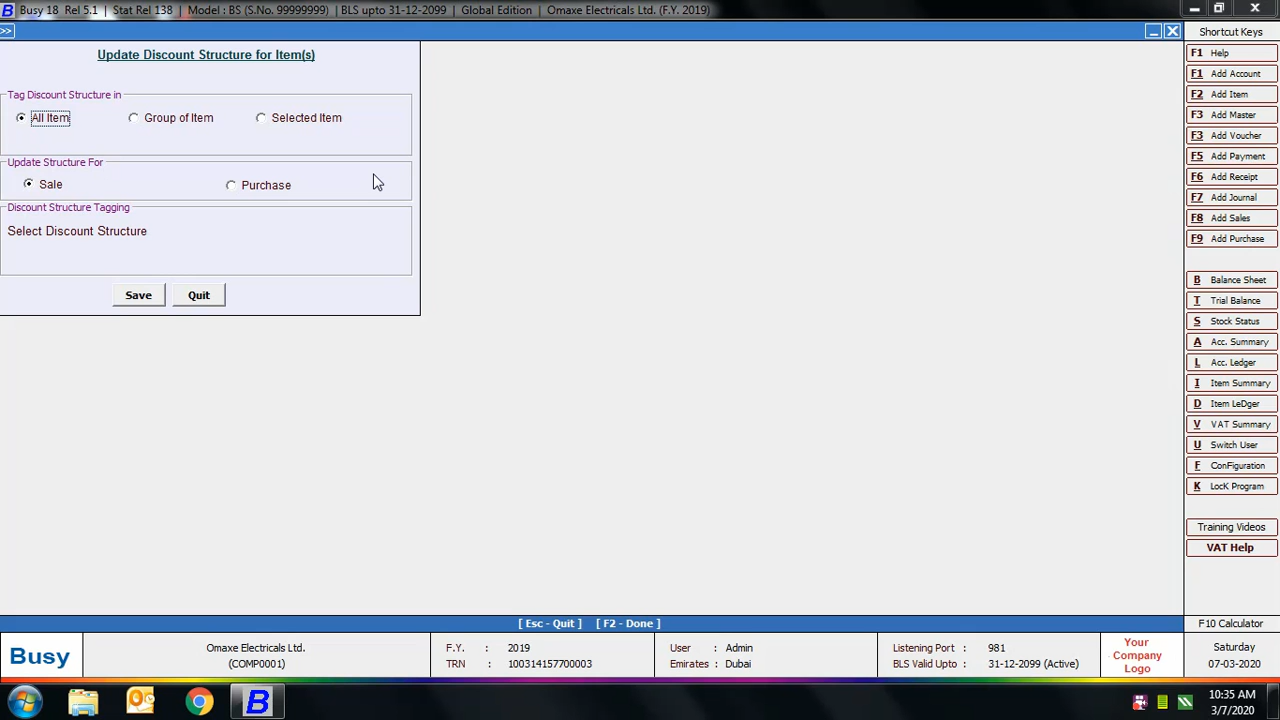 Busy 18 Rel 5.1 | Stat Rel 138 | Model : BS (S.No. 99999999) | BLS upto 31-12-2099 | Global Edition | Omaxe Electricals Ltd. (F.Y. 2019)
>>
Shortcut Keys
Update Discount Structure for Item(s)
Tag Discount Structure in
All Item Group of Item Selected Item
Update Structure For
Sale Purchase
Discount Structure Tagging
Select Discount Structure
Save Quit
F1 Help
F1 Add Account
F2 Add Item
F3 Add Master
F3 Add Voucher
F5 Add Payment
F6 Add Receipt
F7 Add Journal
F8 Add Sales
F9 Add Purchase
B Balance Sheet
T Trial Balance
S Stock Status
A Acc. Summary
L Acc. Ledger
I Item Summary
D Item LeDger
V VAT Summary
U Switch User
F ConFiguration
K LocK Program
Training Videos
VAT Help
[ Esc - Quit ] [ F2 - Done ]
F10 Calculator
Busy
Omaxe Electricals Ltd.
(COMP0001)
F.Y. : 2019
TRN : 100314157700003
User : Admin
Emirates : Dubai
Listening Port : 981
BLS Valid Upto : 31-12-2099 (Active)
Your
Company
Logo
Saturday
07-03-2020
10:35 AM
3/7/2020